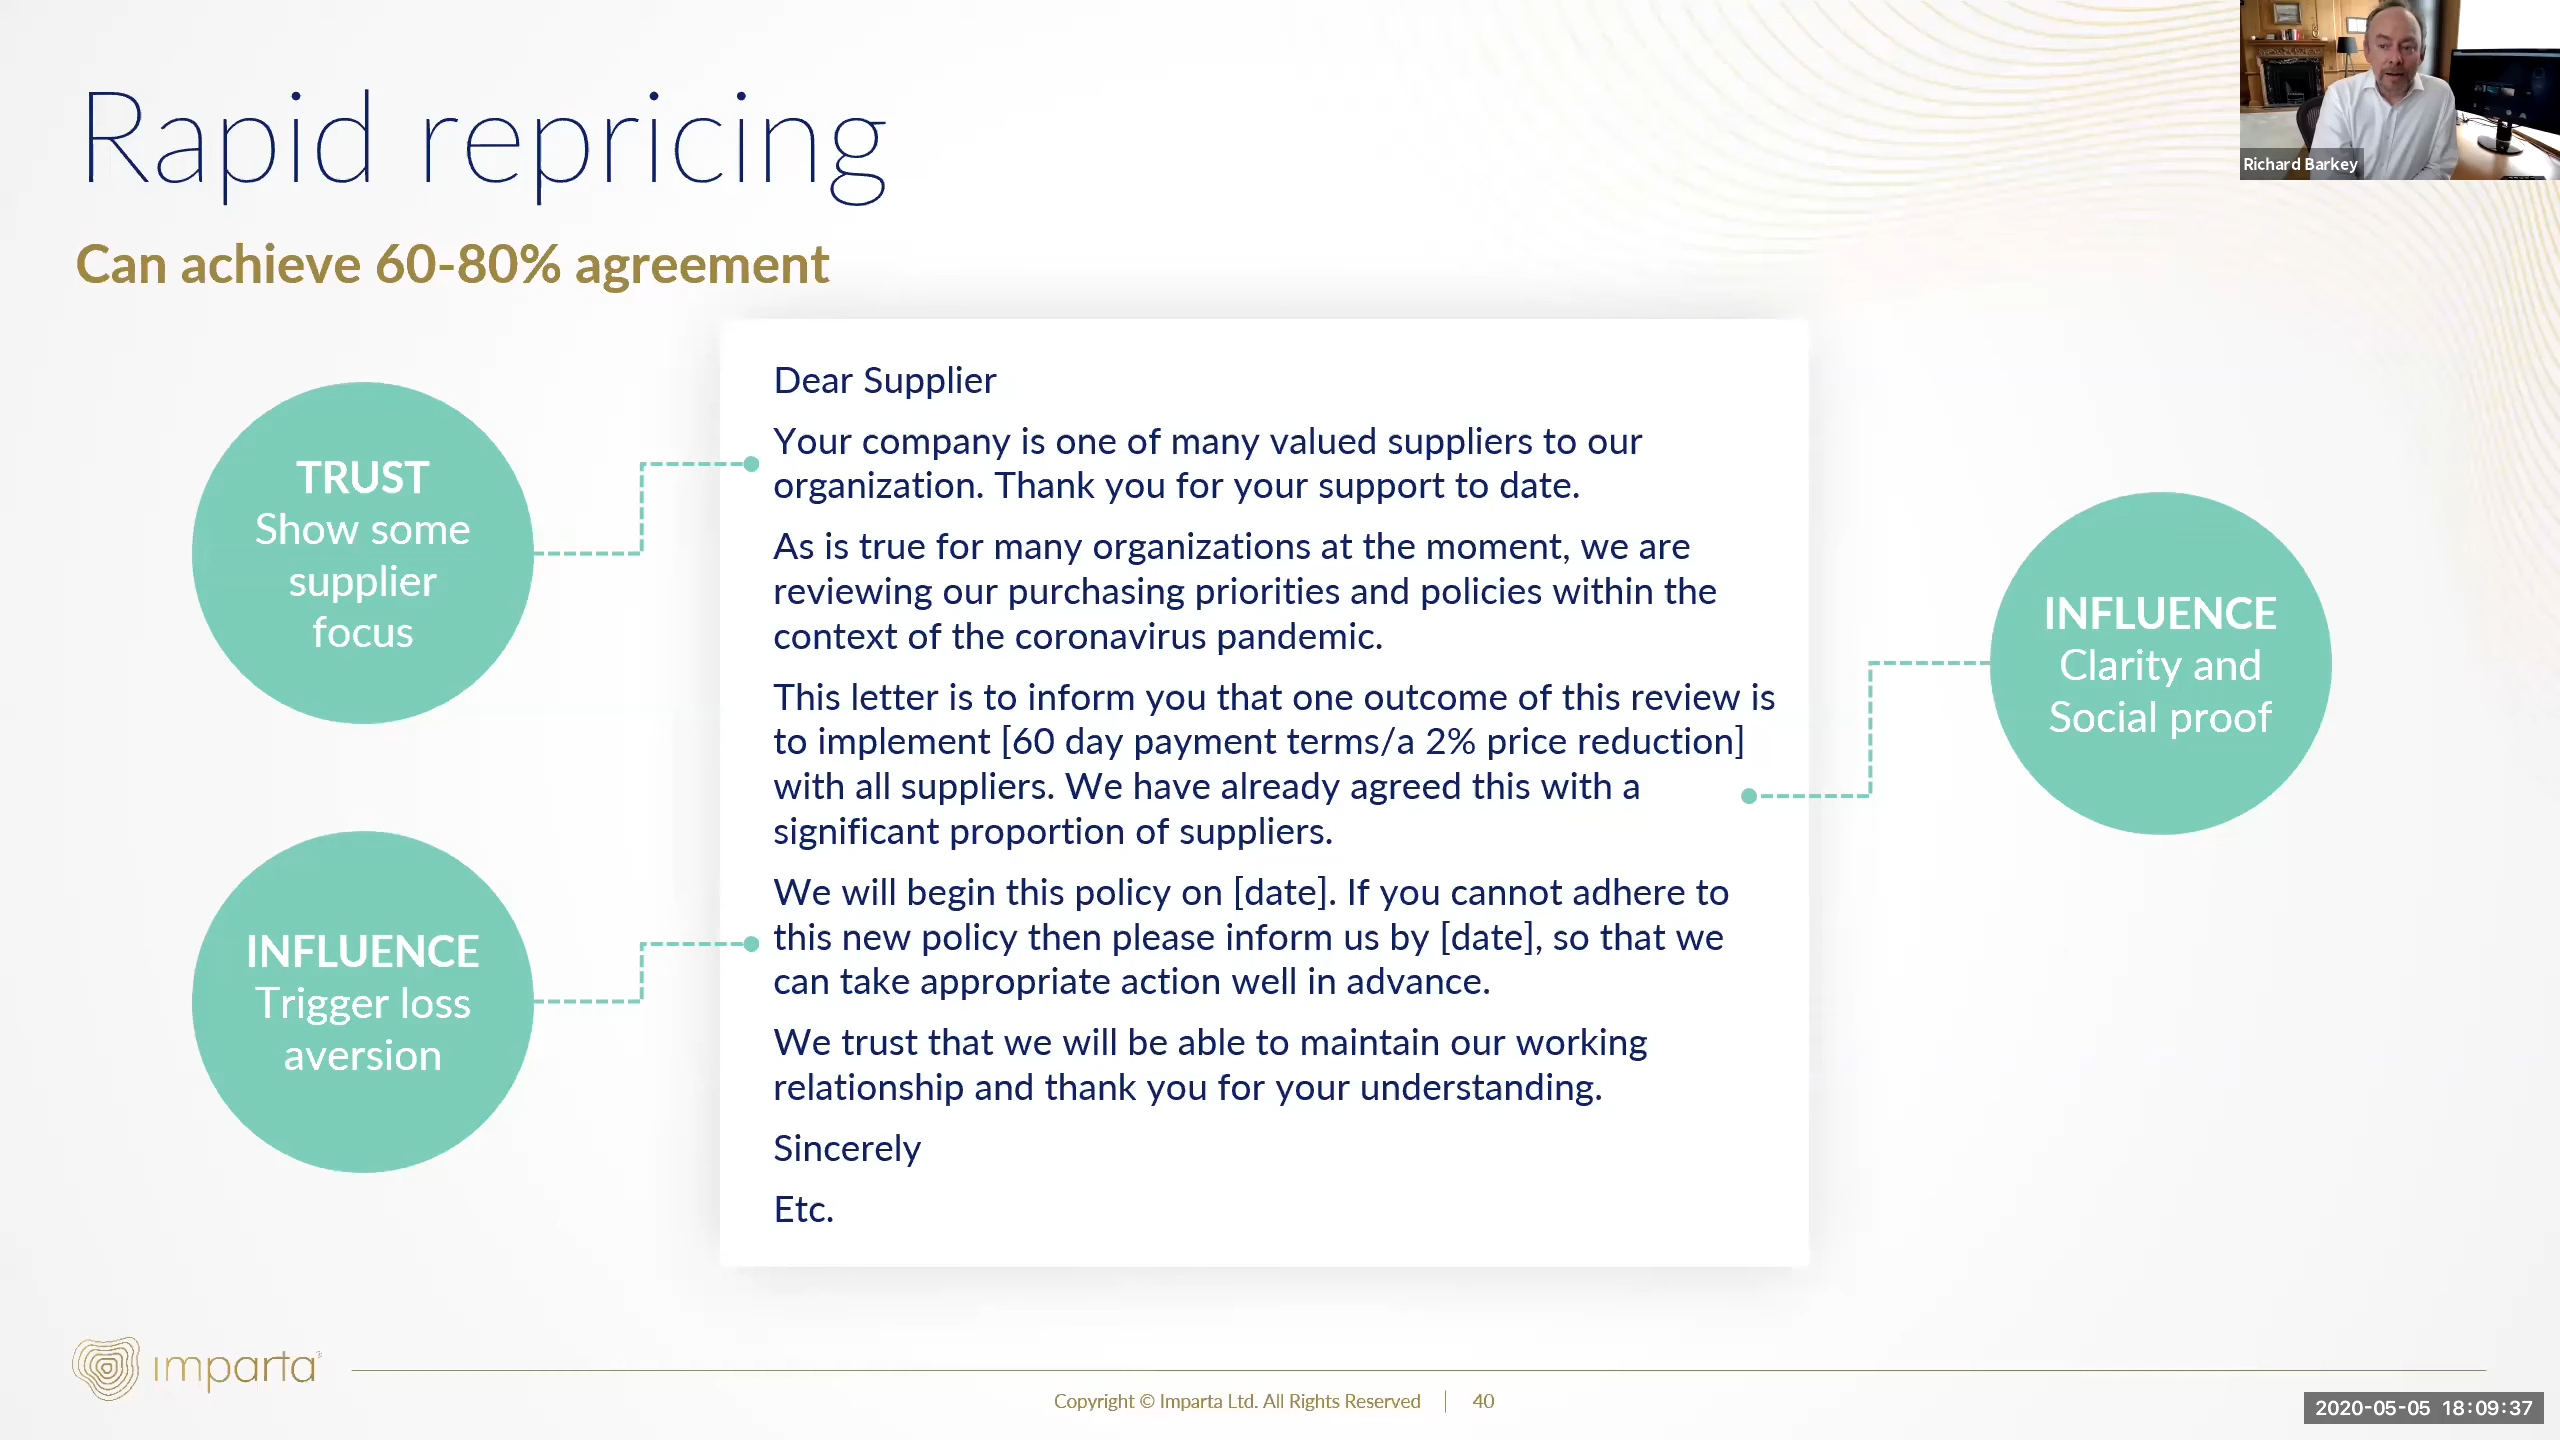 Rapid repricing
Can achieve 60-80% agreement
Richard Barkey
TRUST
Show some
supplier
focus
INFLUENCE
Trigger loss
aversion
Dear Supplier
Your company is one of many valued suppliers to our
organization. Thank you for your support to date.
As is true for many organizations at the moment, we are
reviewing our purchasing priorities and policies within the
context of the coronavirus pandemic.
This letter is to inform you that one outcome of this review is
to implement [60 day payment terms/a 2% price reduction]
with all suppliers. We have already agreed this with a
significant proportion of suppliers.
We will begin this policy on [date]. If you cannot adhere to
this new policy then please inform us by [date], so that we
can take appropriate action well in advance.
We trust that we will be able to maintain our working
relationship and thank you for your understanding.
Sincerely
Etc.
INFLUENCE
Clarity and
Social proof
imparta
Copyright © Imparta Ltd. All Rights Reserved | 40
2020-05-05 18:09:37